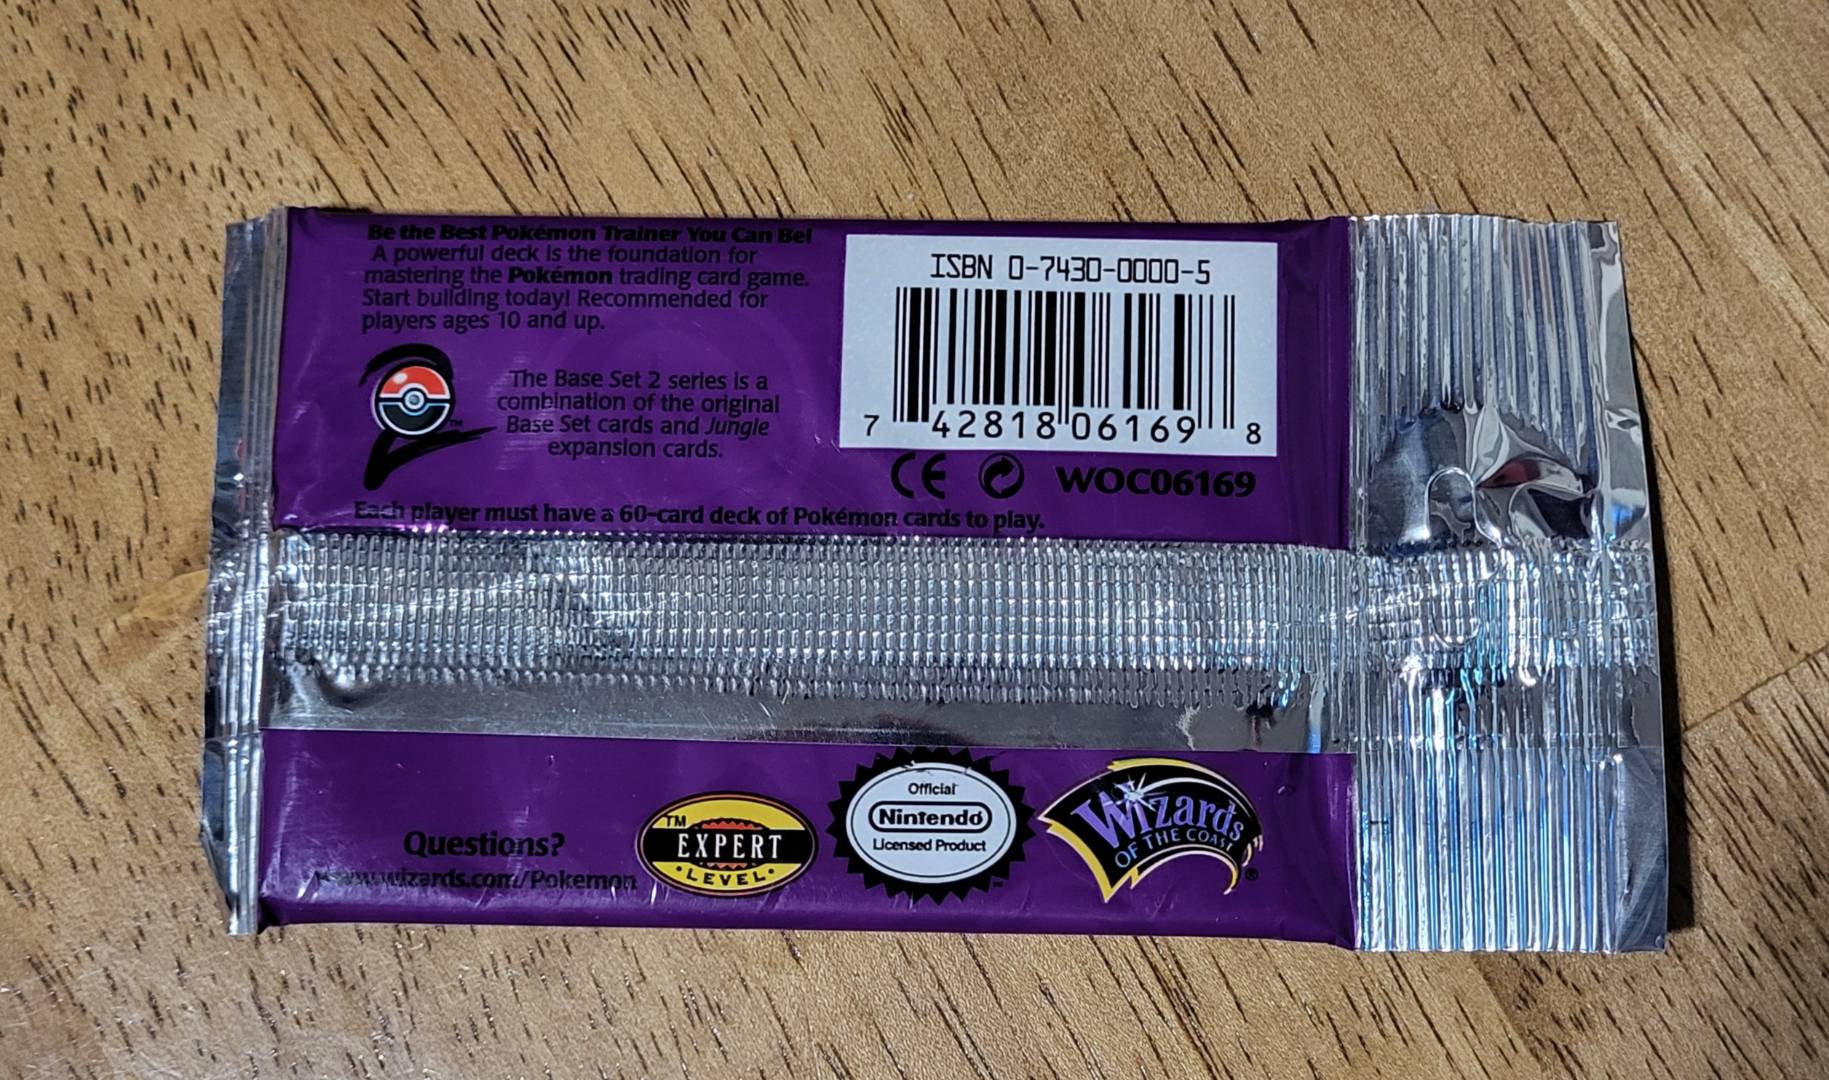 Be the Best Pokémon Trainer You Can Be!
A powerful deck is the foundation for
mastering the Pokémon trading card game.
Start building today! Recommended for
players ages 10 and up.
The Base Set 2 series is a
combination of the original
Base Set cards and Jungle
expansion cards.
TM
Each player must have a 60-card deck of Pokémon cards to play.
ISBN 0-7430-0000-5
7 42818 06169 8
CE WOC06169
Questions?
www.wizards.com/Pokemon
TM
EXPERT
LEVEL
Official
Nintendo
Licensed Product
TM
Wizards
OF THE COAST
®